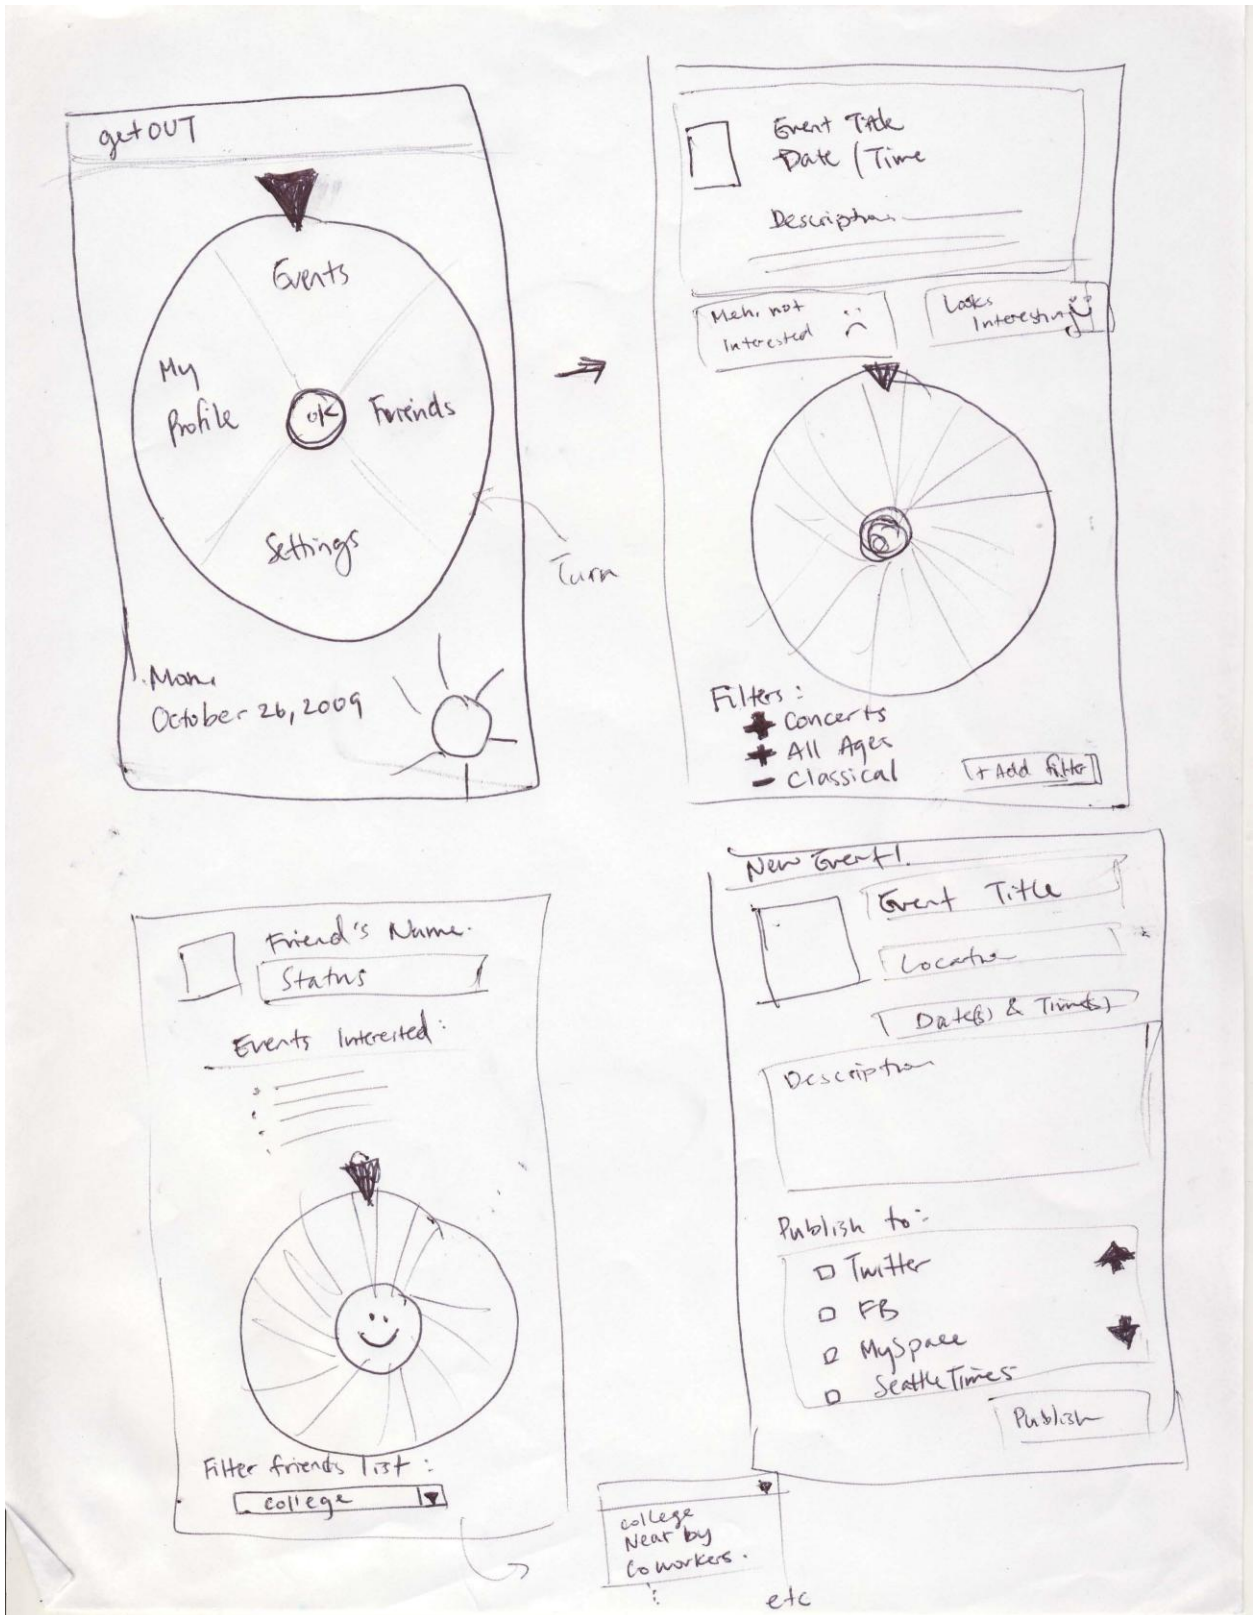 getOUT
Events
My
Profile
OK
Friends
Settings
Turn
Mon.
October 26, 2009
Event Title
Date / Time
Description
Meh, not
Interested
Looks
Interesting
Filters:
+ Concerts
+ All Ages
- Classical
+ Add filter
Friend's Name.
Status
Events Interested:
Filter friends list:
college
college
Near by
Coworkers.
etc
New Event!
Event Title
Location
Date(s) & Time(s)
Description
Publish to:
Twitter
FB
MySpace
Seattle Times
Publish